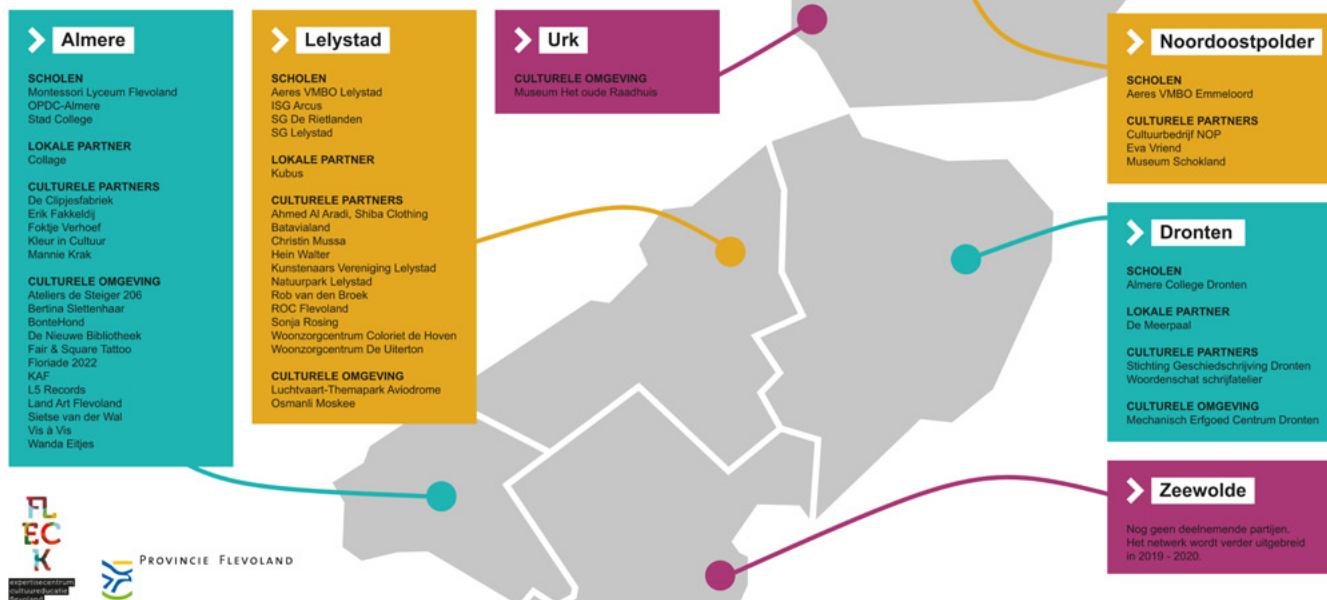 Almere
SCHOLEN
Montessori Lyceum Flevoland
OPDC-Almere
Stad College
LOKALE PARTNER
Collage
CULTURELE PARTNERS
De Clipjesfabriek
Erik Fakkeldij
Foktje Verhoef
Kleur in Cultuur
Mannie Krak
CULTURELE OMGEVING
Ateliers de Steiger 206
Bertina Slettenhaar
BonteHond
De Nieuwe Bibliotheek
Fair & Square Tattoo
Floriade 2022
KAF
L5 Records
Land Art Flevoland
Sietse van der Wal
Vis à Vis
Wanda Eitjes
Lelystad
SCHOLEN
Aeres VMBO Lelystad
ISG Arcus
SG De Rietlanden
SG Lelystad
LOKALE PARTNER
Kubus
CULTURELE PARTNERS
Ahmed Al Aradi, Shiba Clothing
Batavialand
Christin Mussa
Hein Walter
Kunstenaars Vereniging Lelystad
Natuurpark Lelystad
Rob van den Broek
ROC Flevoland
Sonja Rosing
Woonzorgcentrum Coloriet de Hoven
Woonzorgcentrum De Uiterton
CULTURELE OMGEVING
Luchtvaart-Themapark Aviodrome
Osmanli Moskee
Urk
CULTURELE OMGEVING
Museum Het oude Raadhuis
Noordoostpolder
SCHOLEN
Aeres VMBO Emmeloord
CULTURELE PARTNERS
Cultuurbedrijf NOP
Eva Vriend
Museum Schokland
Dronten
SCHOLEN
Almere College Dronten
LOKALE PARTNER
De Meerpaal
CULTURELE PARTNERS
Stichting Geschiedschrijving Dronten
Woordenschat schrijfatelier
CULTURELE OMGEVING
Mechanisch Erfgoed Centrum Dronten
Zeewolde
Nog geen deelnemende partijen.
Het netwerk wordt verder uitgebreid
in 2019 - 2020.
FL
EC
K
expertisecentrum
cultuureducatie
flevoland
PROVINCIE FLEVOLAND